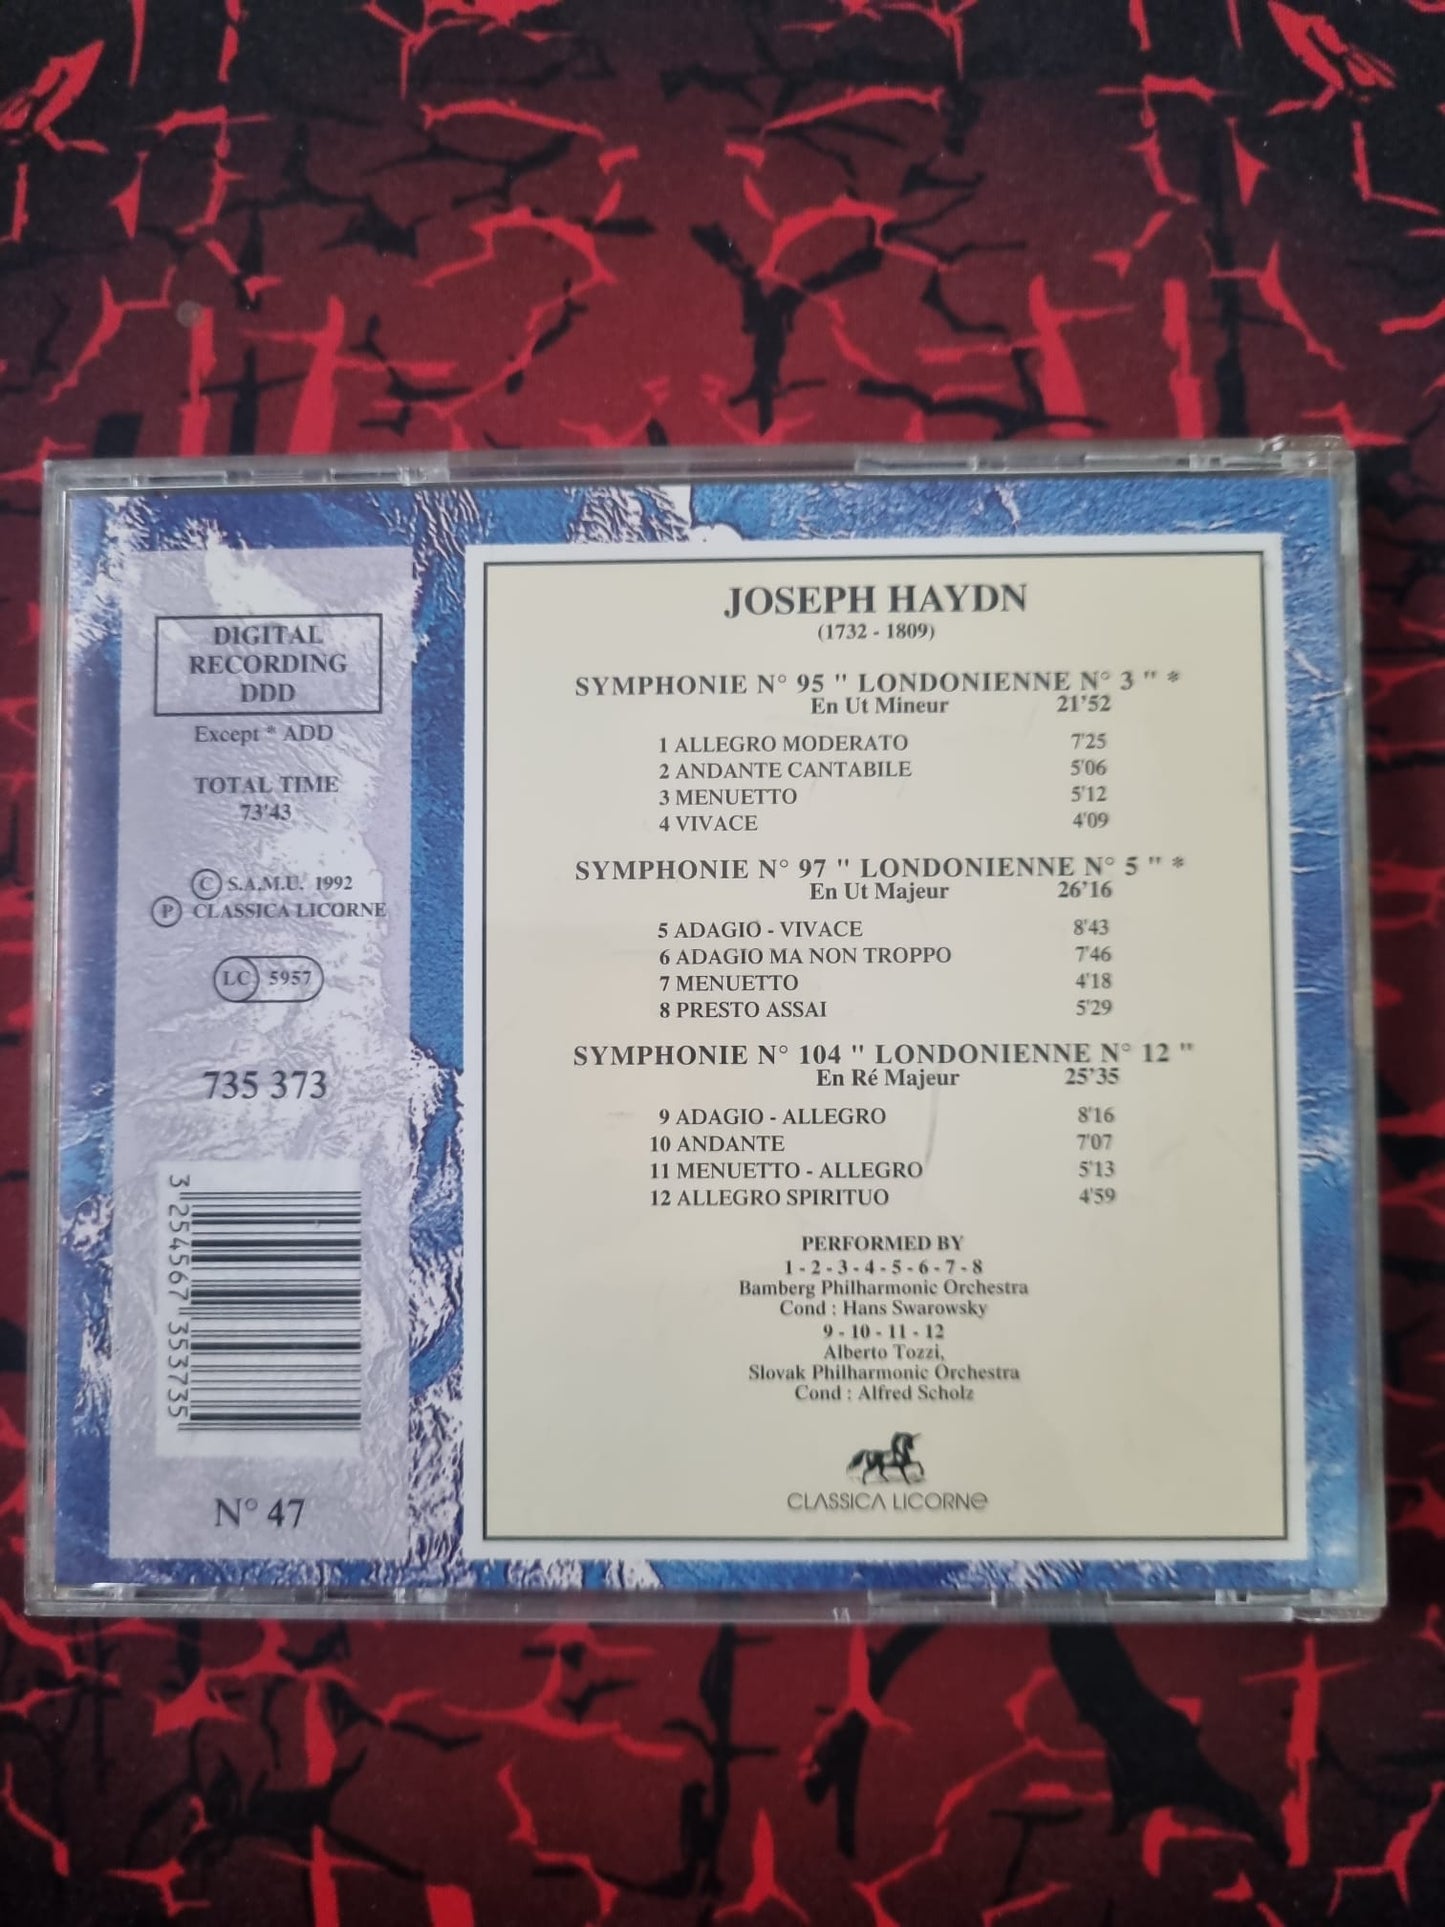 DIGITAL
RECORDING
DDD
Except * ADD
TOTAL TIME
73'43
© S.A.M.U. 1992
℗ CLASSICA LICORNE
LC 5957
735 373
3 254567 353735
N° 47
JOSEPH HAYDN
(1732 - 1809)
SYMPHONIE N° 95 " LONDONIENNE N° 3 " *
En Ut Mineur 21'52
1 ALLEGRO MODERATO 7'25
2 ANDANTE CANTABILE 5'06
3 MENUETTO 5'12
4 VIVACE 4'09
SYMPHONIE N° 97 " LONDONIENNE N° 5 " *
En Ut Majeur 26'16
5 ADAGIO - VIVACE 8'43
6 ADAGIO MA NON TROPPO 7'46
7 MENUETTO 4'18
8 PRESTO ASSAI 5'29
SYMPHONIE N° 104 " LONDONIENNE N° 12 "
En Ré Majeur 25'35
9 ADAGIO - ALLEGRO 8'16
10 ANDANTE 7'07
11 MENUETTO - ALLEGRO 5'13
12 ALLEGRO SPIRITUO 4'59
PERFORMED BY
1 - 2 - 3 - 4 - 5 - 6 - 7 - 8
Bamberg Philharmonic Orchestra
Cond : Hans Swarowsky
9 - 10 - 11 - 12
Alberto Tozzi,
Slovak Philharmonic Orchestra
Cond : Alfred Scholz
CLASSICA LICORNE
14